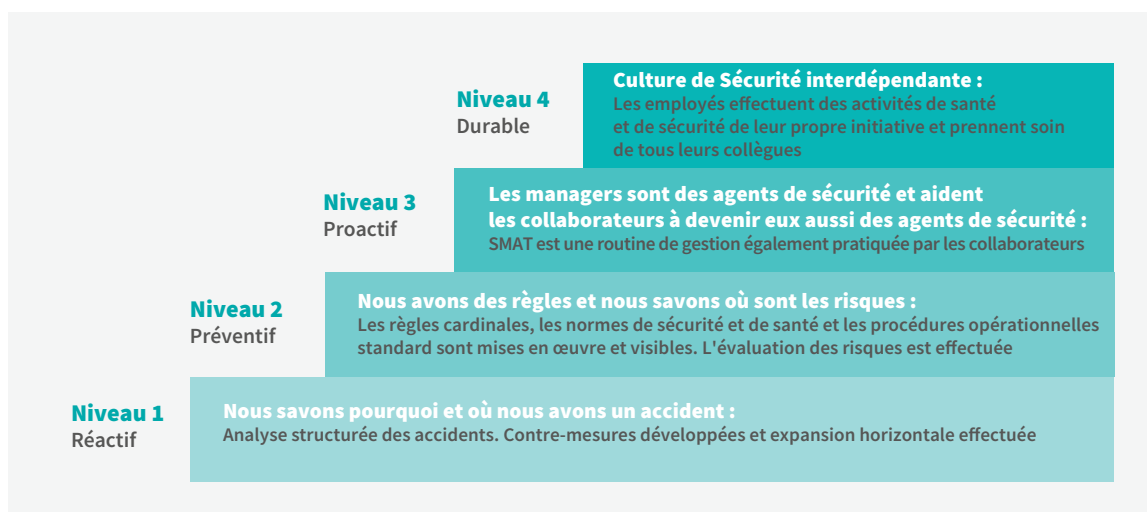 Niveau 4
Durable
Culture de Sécurité interdépendante :
Les employés effectuent des activités de santé
et de sécurité de leur propre initiative et prennent soin
de tous leurs collègues
Niveau 3
Proactif
Les managers sont des agents de sécurité et aident
les collaborateurs à devenir eux aussi des agents de sécurité :
SMAT est une routine de gestion également pratiquée par les collaborateurs
Niveau 2
Préventif
Nous avons des règles et nous savons où sont les risques :
Les règles cardinales, les normes de sécurité et de santé et les procédures opérationnelles
standard sont mises en œuvre et visibles. L'évaluation des risques est effectuée
Niveau 1
Réactif
Nous savons pourquoi et où nous avons un accident :
Analyse structurée des accidents. Contre-mesures développées et expansion horizontale effectuée